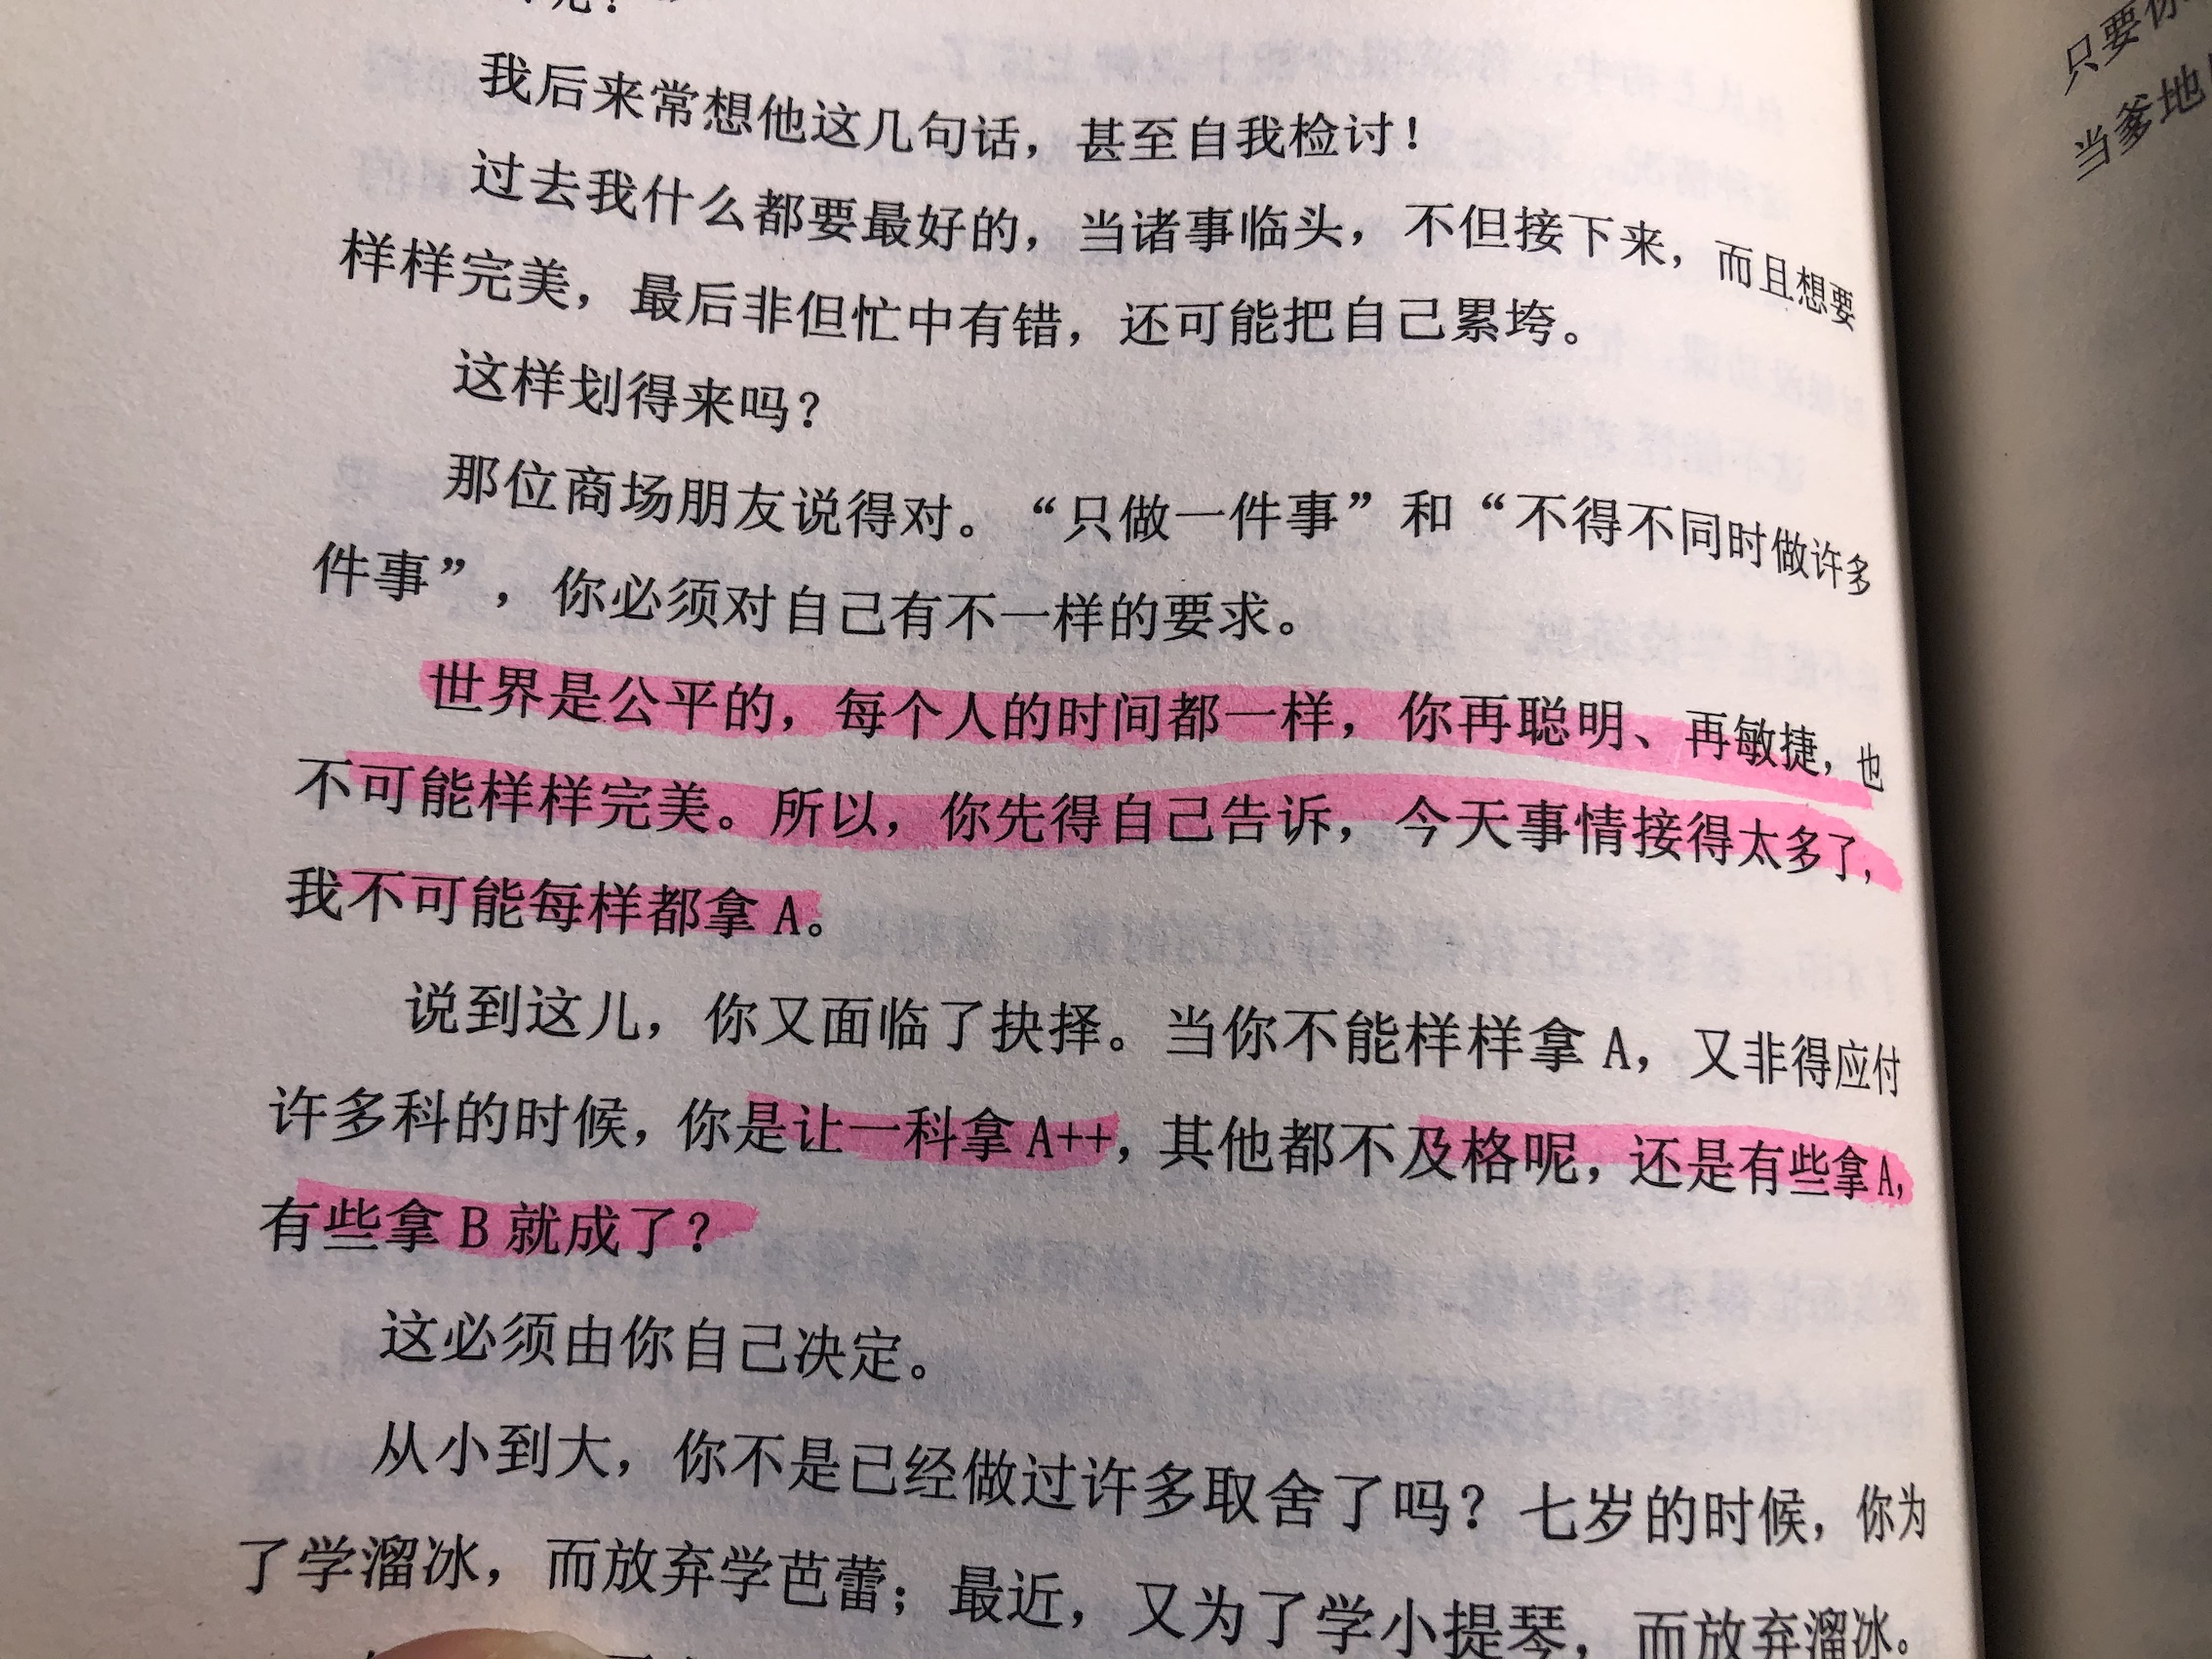 我后来常想他这几句话，甚至自我检讨！
过去我什么都要最好的，当诸事临头，不但接下来，而且想要
样样完美，最后非但忙中有错，还可能把自己累垮。
这样划得来吗？
那位商场朋友说得对。“只做一件事”和“不得不同时做许多
件事”，你必须对自己有不一样的要求。
世界是公平的，每个人的时间都一样，你再聪明、再敏捷，也
不可能样样完美。所以，你先得自己告诉，今天事情接得太多了，
我不可能每样都拿 A。
说到这儿，你又面临了抉择。当你不能样样拿 A，又非得应付
许多科的时候，你是让一科拿 A++，其他都不及格呢，还是有些拿 A，
有些拿 B 就成了？
这必须由你自己决定。
从小到大，你不是已经做过许多取舍了吗？七岁的时候，你为
了学溜冰，而放弃学芭蕾；最近，又为了学小提琴，而放弃溜冰。
只要你
当爹地